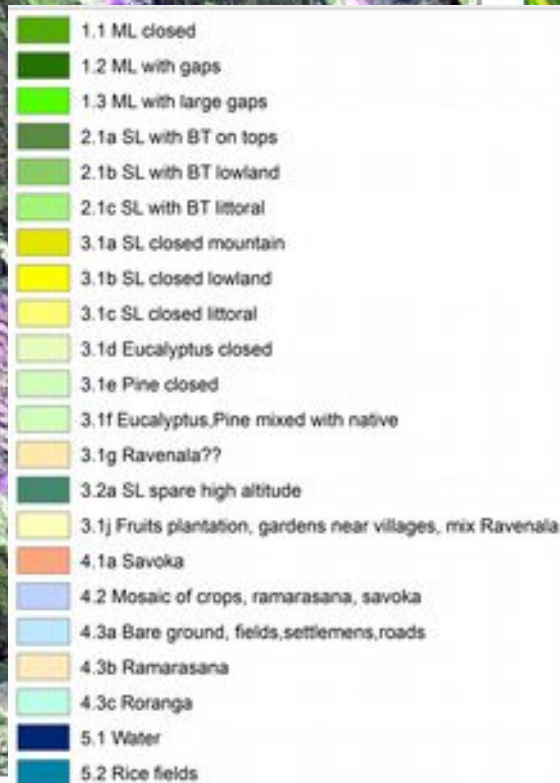 1.1 ML closed
1.2 ML with gaps
1.3 ML with large gaps
2.1a SL with BT on tops
2.1b SL with BT lowland
2.1c SL with BT littoral
3.1a SL closed mountain
3.1b SL closed lowland
3.1c SL closed littoral
3.1d Eucalyptus closed
3.1e Pine closed
3.1f Eucalyptus,Pine mixed with native
3.1g Ravenala??
3.2a SL spare high altitude
3.1j Fruits plantation, gardens near villages, mix Ravenala
4.1a Savoka
4.2 Mosaic of crops, ramarasana, savoka
4.3a Bare ground, fields,settlemens,roads
4.3b Ramarasana
4.3c Roranga
5.1 Water
5.2 Rice fields